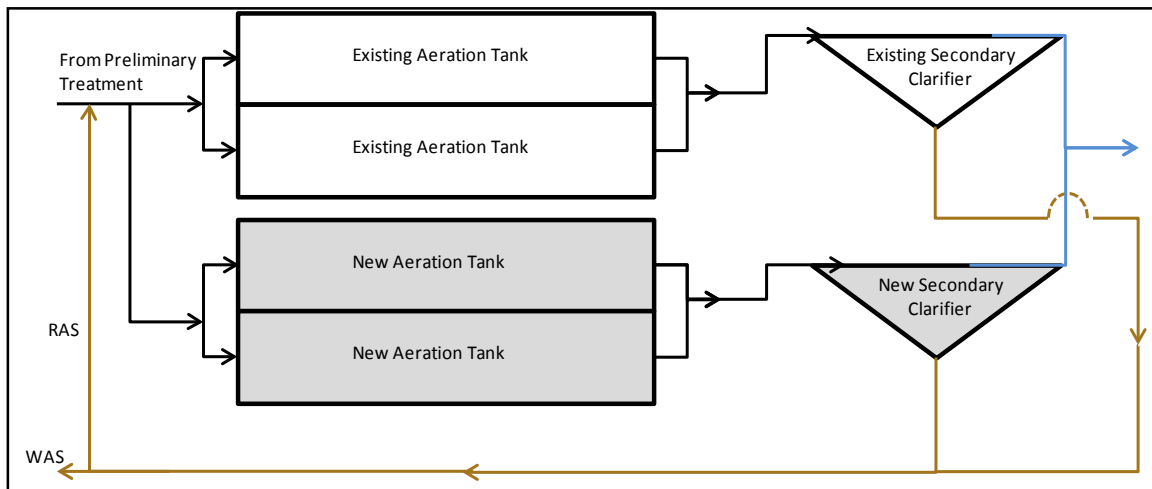 From Preliminary
Treatment
Existing Aeration Tank
Existing Aeration Tank
Existing Secondary
Clarifier
New Aeration Tank
New Aeration Tank
New Secondary
Clarifier
RAS
WAS